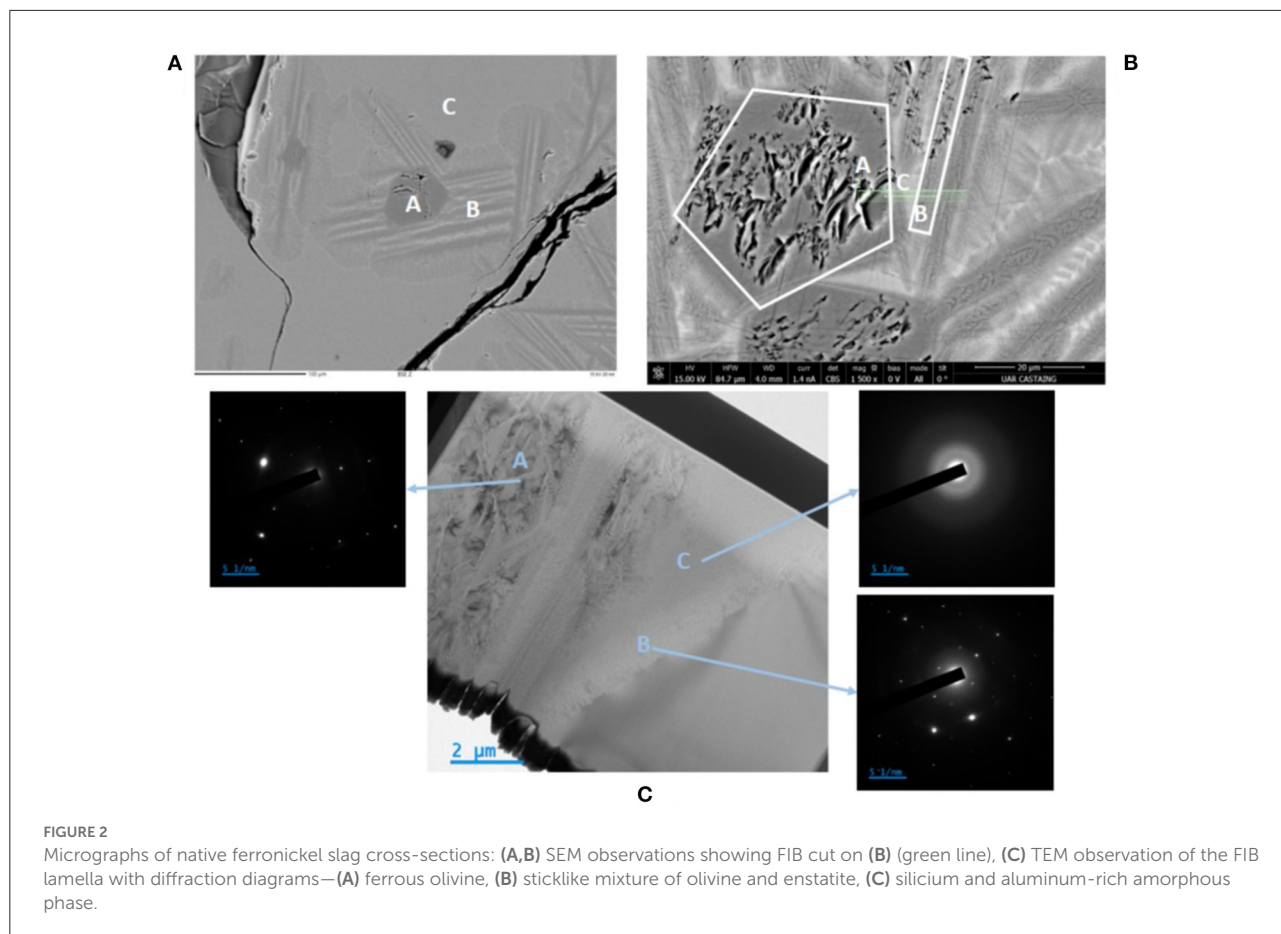 A
B
C
A
B
100 µm
A
C
B
HV HFW WD curr det mag bias mode tilt
15.00 kV 84.7 µm 4.0 mm 1.4 nA CBS 1 500 x 0 V All 0 °
20 µm
UAR CASTAING
A
C
B
5 1/nm
5 1/nm
5 1/nm
2 µm
C
FIGURE 2
Micrographs of native ferronickel slag cross-sections: (A,B) SEM observations showing FIB cut on (B) (green line), (C) TEM observation of the FIB
lamella with diffraction diagrams—(A) ferrous olivine, (B) sticklike mixture of olivine and enstatite, (C) silicium and aluminum-rich amorphous
phase.